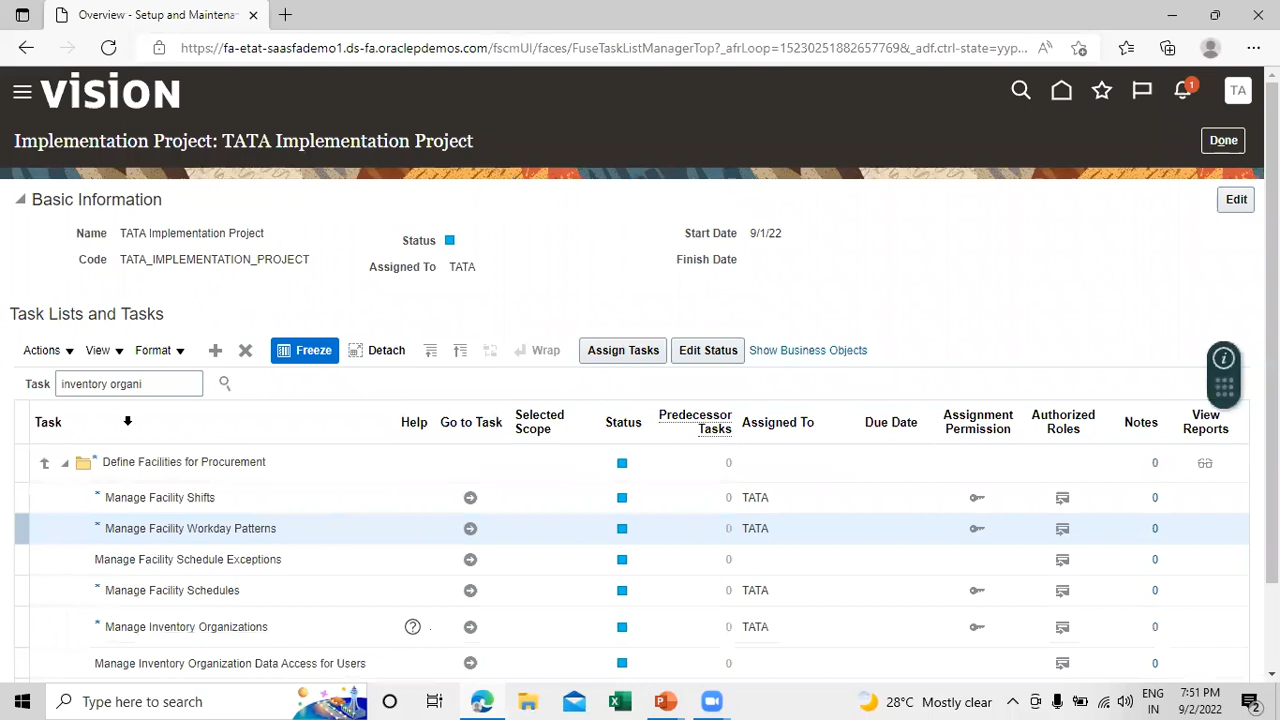 Overview - Setup and Maintena
https://fa-etat-saasfademo1.ds-fa.oraclepdemos.com/fscmUI/faces/FuseTaskListManagerTop?_afrLoop=1523025188265776​9&_adf.ctrl-state=yyp...
VISION
1
TA
Implementation Project: TATA Implementation Project
Done
Basic Information
Edit
Name TATA Implementation Project
Status
Start Date 9/1/22
Code TATA_IMPLEMENTATION_PROJECT
Assigned To TATA
Finish Date
Task Lists and Tasks
Actions View Format Freeze Detach Wrap Assign Tasks Edit Status Show Business Objects
Task inventory organi
Task Help Go to Task Selected Scope Status Predecessor Tasks Assigned To Due Date Assignment Permission Authorized Roles Notes View Reports
* Define Facilities for Procurement 0 0
* Manage Facility Shifts 0 TATA 0
* Manage Facility Workday Patterns 0 TATA 0
Manage Facility Schedule Exceptions 0 0
* Manage Facility Schedules 0 TATA 0
* Manage Inventory Organizations 0 TATA 0
Manage Inventory Organization Data Access for Users 0 0
Type here to search
28°C Mostly clear
ENG
IN
7:51 PM
9/2/2022
2